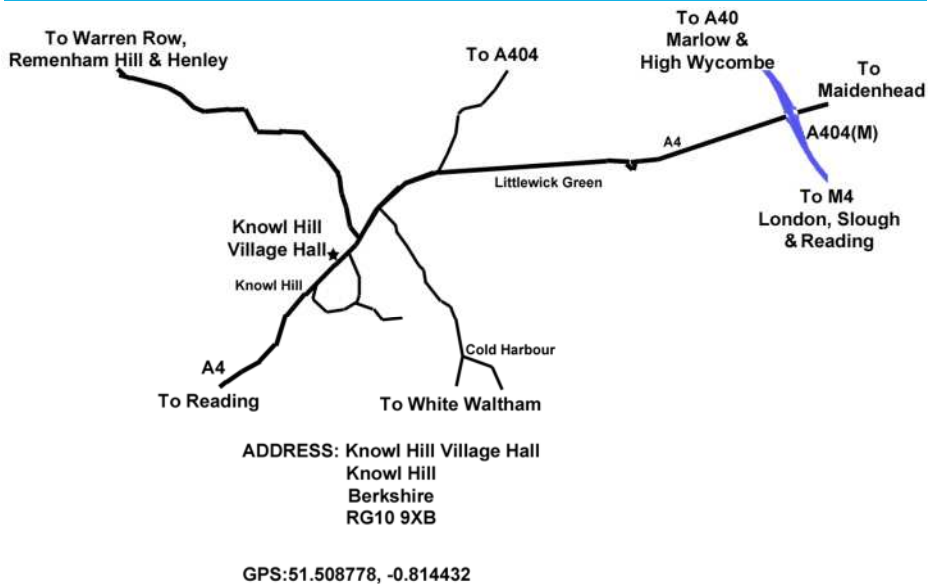 To A40
Marlow &
High Wycombe
To Warren Row,
Remenham Hill & Henley
To A404
To
Maidenhead
A404(M)
A4
Littlewick Green
To M4
London, Slough
& Reading
Knowl Hill
Village Hall
Knowl Hill
Cold Harbour
A4
To Reading
To White Waltham
ADDRESS: Knowl Hill Village Hall
Knowl Hill
Berkshire
RG10 9XB
GPS:51.508778, -0.814432